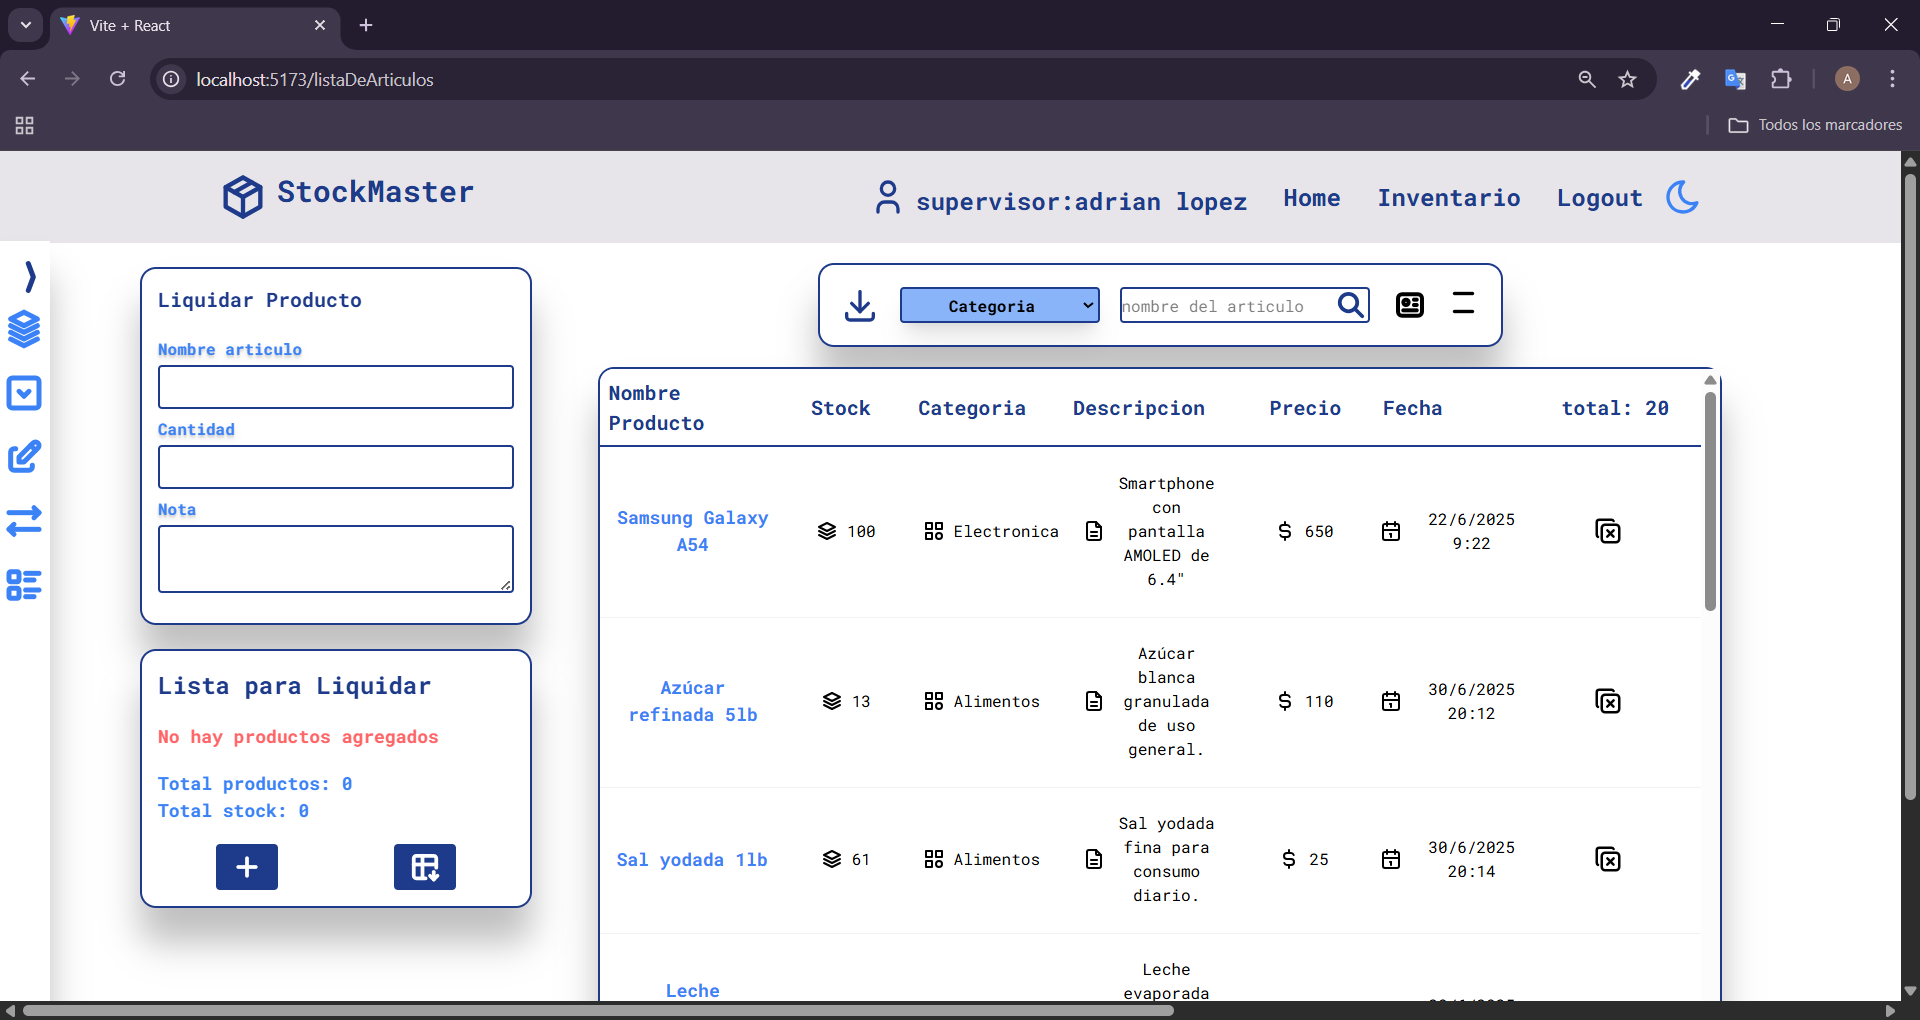 Vite + React
localhost:5173/listaDeArticulos
A
Todos los marcadores
StockMaster
supervisor:adrian lopez
Home
Inventario
Logout
Liquidar Producto
Nombre articulo
Cantidad
Nota
Lista para Liquidar
No hay productos agregados
Total productos: 0
Total stock: 0
Categoria
nombre del articulo
Nombre
Producto
Stock
Categoria
Descripcion
Precio
Fecha
total: 20
Samsung Galaxy
A54
100
Electronica
Smartphone
con
pantalla
AMOLED de
6.4"
$ 650
22/6/2025
9:22
Azúcar
refinada 5lb
13
Alimentos
Azúcar
blanca
granulada
de uso
general.
$ 110
30/6/2025
20:12
Sal yodada 1lb
61
Alimentos
Sal yodada
fina para
consumo
diario.
$ 25
30/6/2025
20:14
Leche
Leche
evaporada